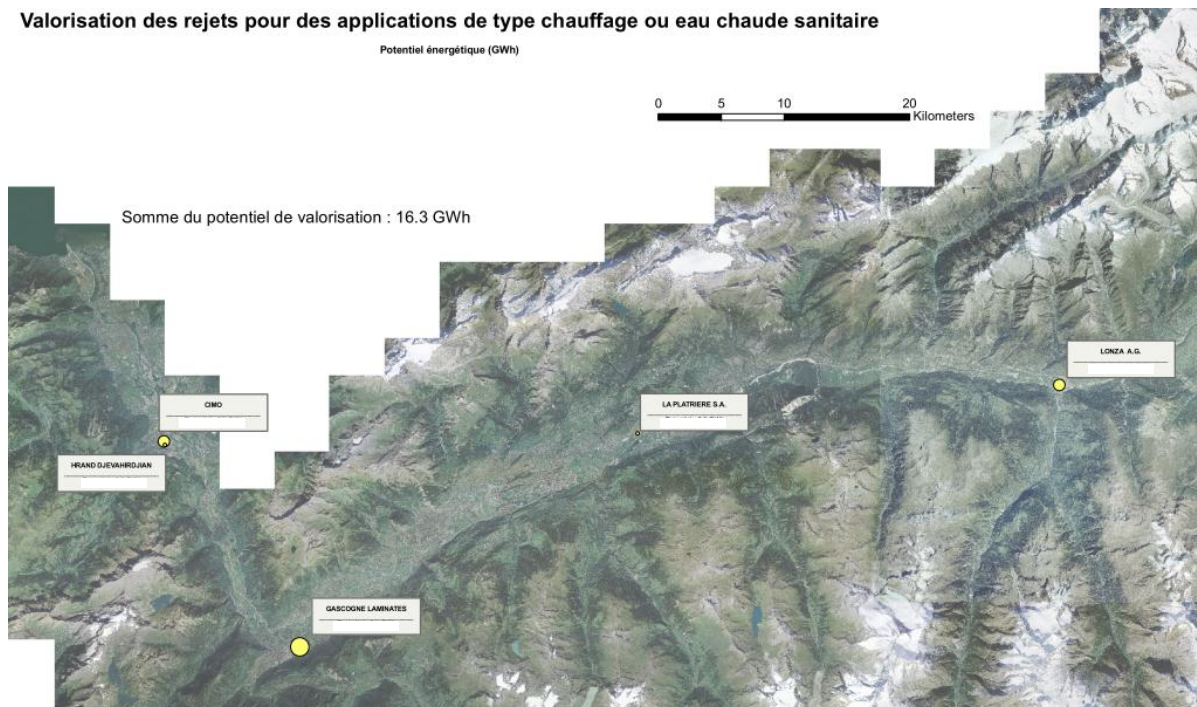 Valorisation des rejets pour des applications de type chauffage ou eau chaude sanitaire
Potentiel énergétique (GWh)
0 5 10 20
Kilometers
Somme du potentiel de valorisation : 16.3 GWh
LONZA A.G.
CIMO
LA PLATRIERE S.A.
HRAND DJEVAHIRDJIAN
GASCOGNE LAMINATES